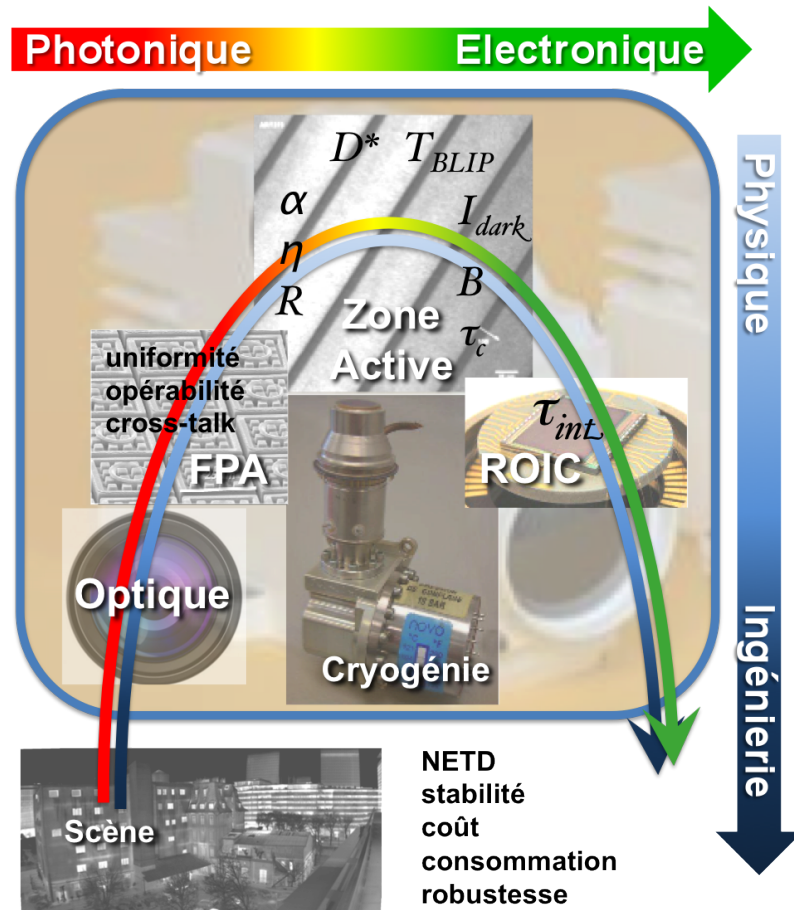 Photonique
Electronique
D* T_BLIP
α
I_dark
η
B
R
Zone
Active
τ_c
uniformité
opérabilité
cross-talk
FPA
τ_int
ROIC
Optique
Cryogénie
Physique
Ingénierie
Scène
NETD
stabilité
coût
consommation
robustesse